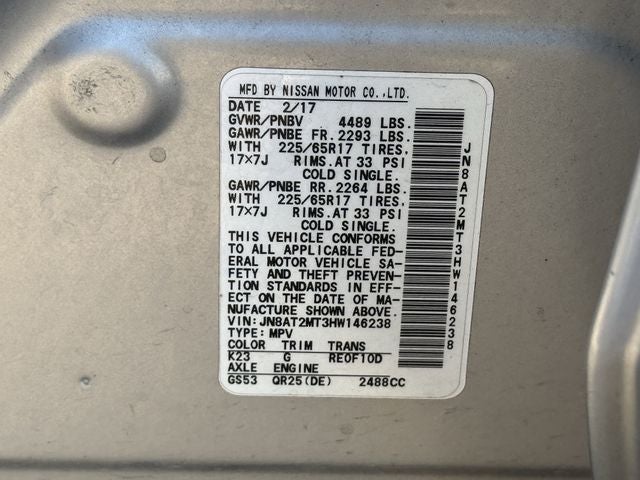 MFD BY NISSAN MOTOR CO.,LTD.
DATE 2/17
GVWR/PNBV 4489 LBS.
GAWR/PNBE FR. 2293 LBS.
WITH 225/65R17 TIRES.
17×7J RIMS.AT 33 PSI
COLD SINGLE.
GAWR/PNBE RR. 2264 LBS.
WITH 225/65R17 TIRES.
17×7J RIMS.AT 33 PSI
COLD SINGLE.
THIS VEHICLE CONFORMS
TO ALL APPLICABLE FED-
ERAL MOTOR VEHICLE SA-
FETY AND THEFT PREVEN-
TION STANDARDS IN EFF-
ECT ON THE DATE OF MA-
NUFACTURE SHOWN ABOVE.
VIN: JN8AT2MT3HW146238
TYPE: MPV
COLOR TRIM TRANS
K23 G RE0F10D
AXLE ENGINE
GS53 QR25(DE) 2488CC
JN8AT2MT3HW146238